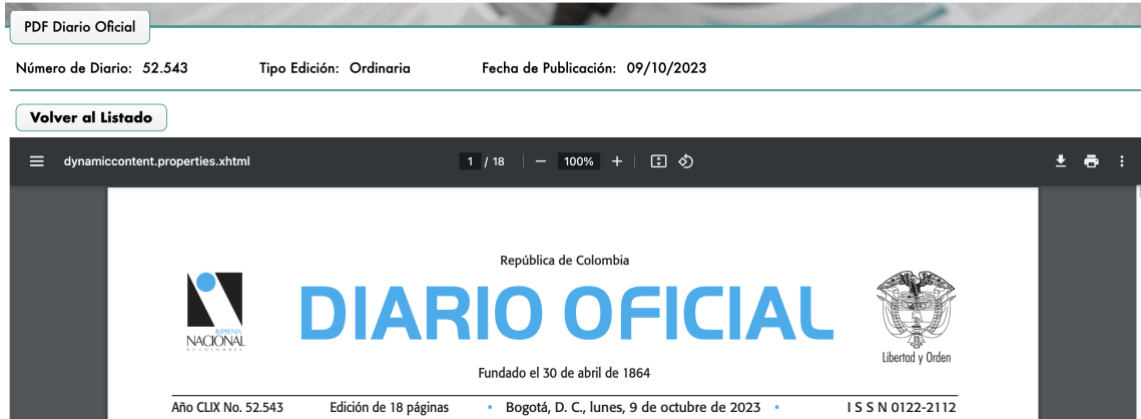 PDF Diario Oficial
Número de Diario: 52.543 Tipo Edición: Ordinaria Fecha de Publicación: 09/10/2023
Volver al Listado
dynamiccontent.properties.xhtml 1 / 18 100%
República de Colombia
IMPRENTA
NACIONAL
DE COLOMBIA
DIARIO OFICIAL
Libertad y Orden
Fundado el 30 de abril de 1864
Año CLIX No. 52.543 Edición de 18 páginas • Bogotá, D. C., lunes, 9 de octubre de 2023 • I S S N 0122-2112